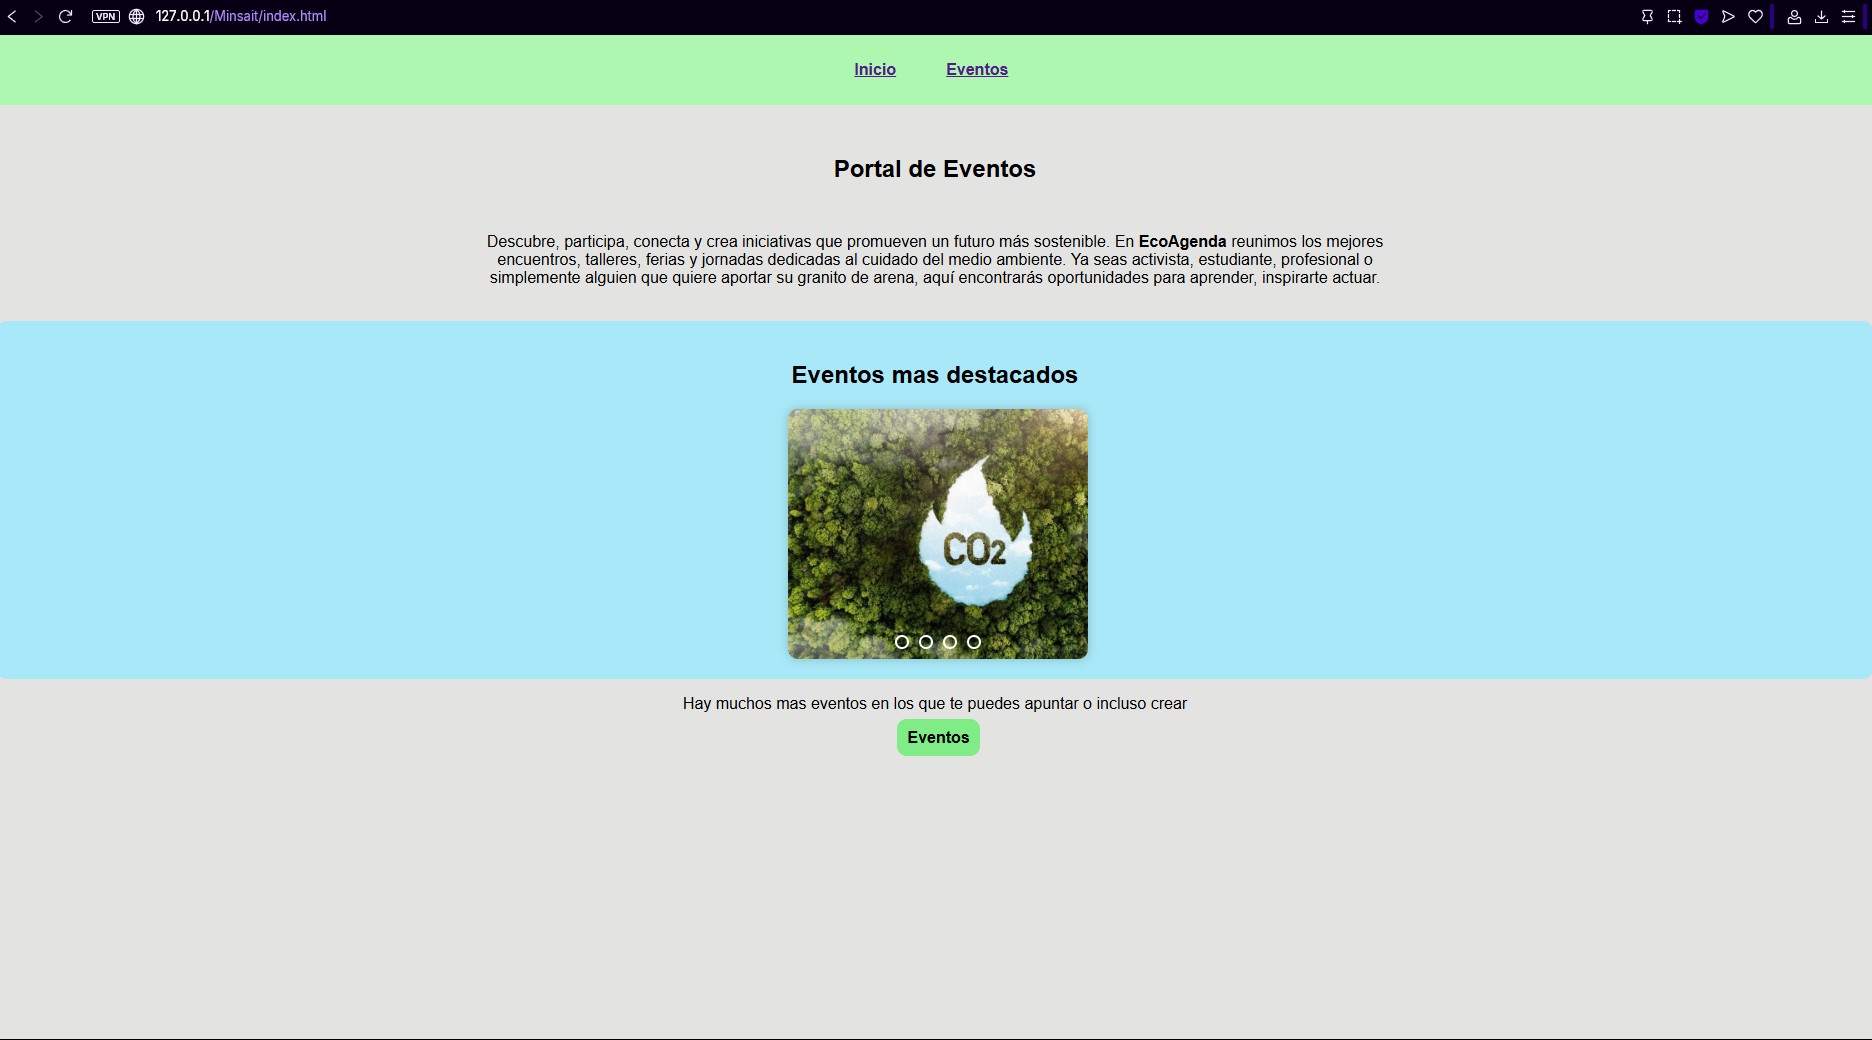 VPN 127.0.0.1/Minsait/index.html
Inicio Eventos
Portal de Eventos
Descubre, participa, conecta y crea iniciativas que promueven un futuro más sostenible. En EcoAgenda reunimos los mejores
encuentros, talleres, ferias y jornadas dedicadas al cuidado del medio ambiente. Ya seas activista, estudiante, profesional o
simplemente alguien que quiere aportar su granito de arena, aquí encontrarás oportunidades para aprender, inspirarte actuar.
Eventos mas destacados
CO2
Hay muchos mas eventos en los que te puedes apuntar o incluso crear
Eventos